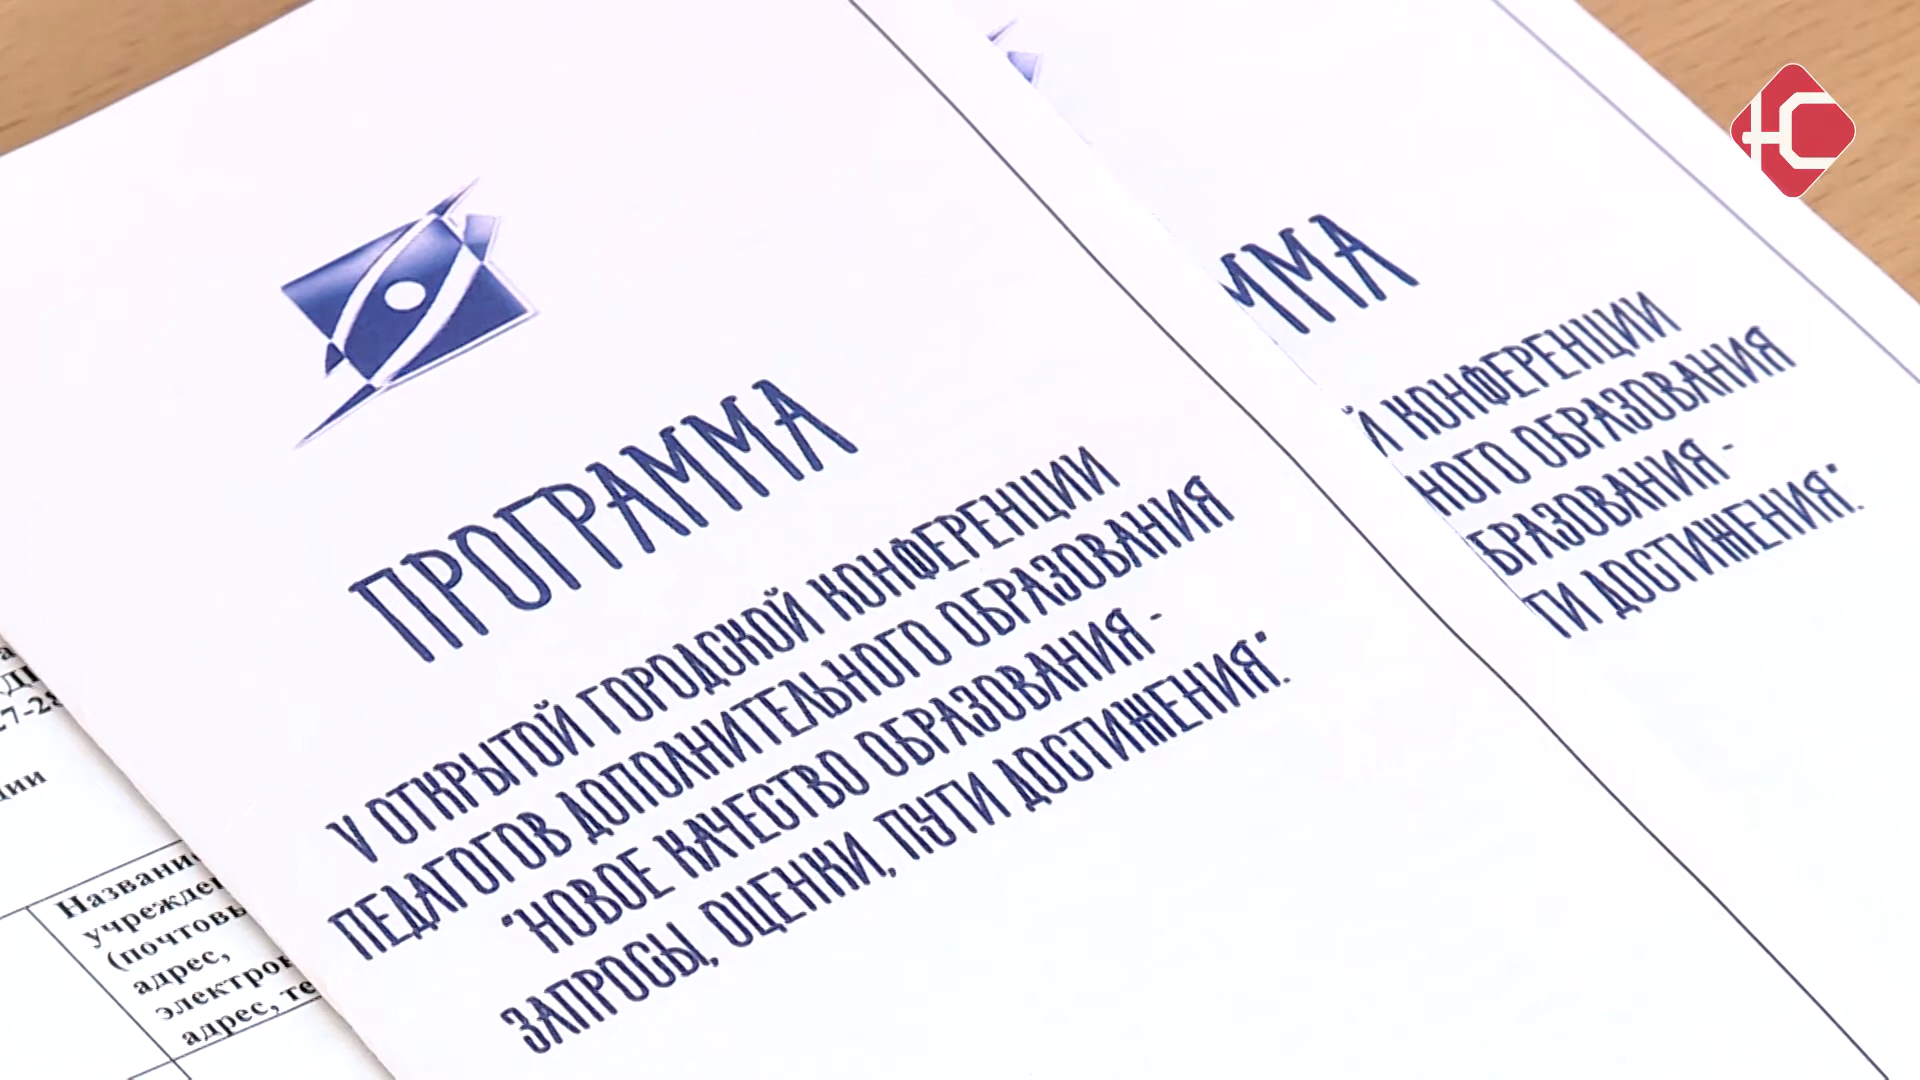 ПРОГРАММА
V ОТКРЫТОЙ ГОРОДСКОЙ КОНФЕРЕНЦИИ
ПЕДАГОГОВ ДОПОЛНИТЕЛЬНОГО ОБРАЗОВАНИЯ
"НОВОЕ КАЧЕСТВО ОБРАЗОВАНИЯ -
ЗАПРОСЫ, ОЦЕНКИ, ПУТИ ДОСТИЖЕНИЯ".
ММА
Й КОНФЕРЕНЦИИ
НОГО ОБРАЗОВАНИЯ
БРАЗОВАНИЯ -
ТИ ДОСТИЖЕНИЯ".
Названи
учрежде
(почтовы
адрес,
электрон
адрес, те